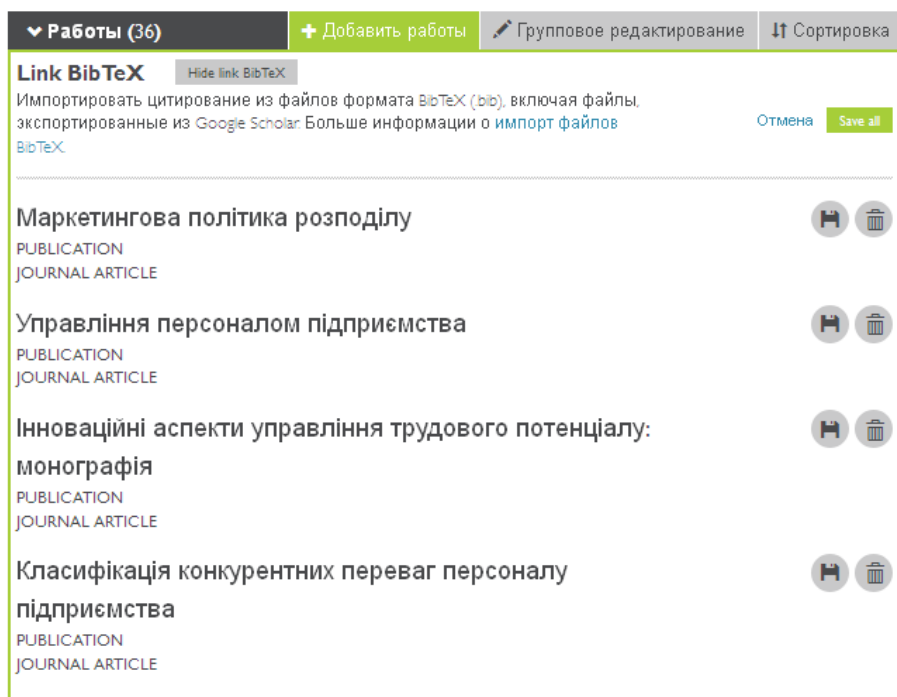 Работы (36) Добавить работы Групповое редактирование Сортировка
Link BibTeX Hide link BibTeX
Импортировать цитирование из файлов формата BibTeX (.bib), включая файлы,
экспортированные из Google Scholar. Больше информации о импорт файлов
BibTeX.
Отмена Save all
Маркетингова політика розподілу
PUBLICATION
JOURNAL ARTICLE
Управління персоналом підприємства
PUBLICATION
JOURNAL ARTICLE
Інноваційні аспекти управління трудового потенціалу:
монографія
PUBLICATION
JOURNAL ARTICLE
Класифікація конкурентних переваг персоналу
підприємства
PUBLICATION
JOURNAL ARTICLE